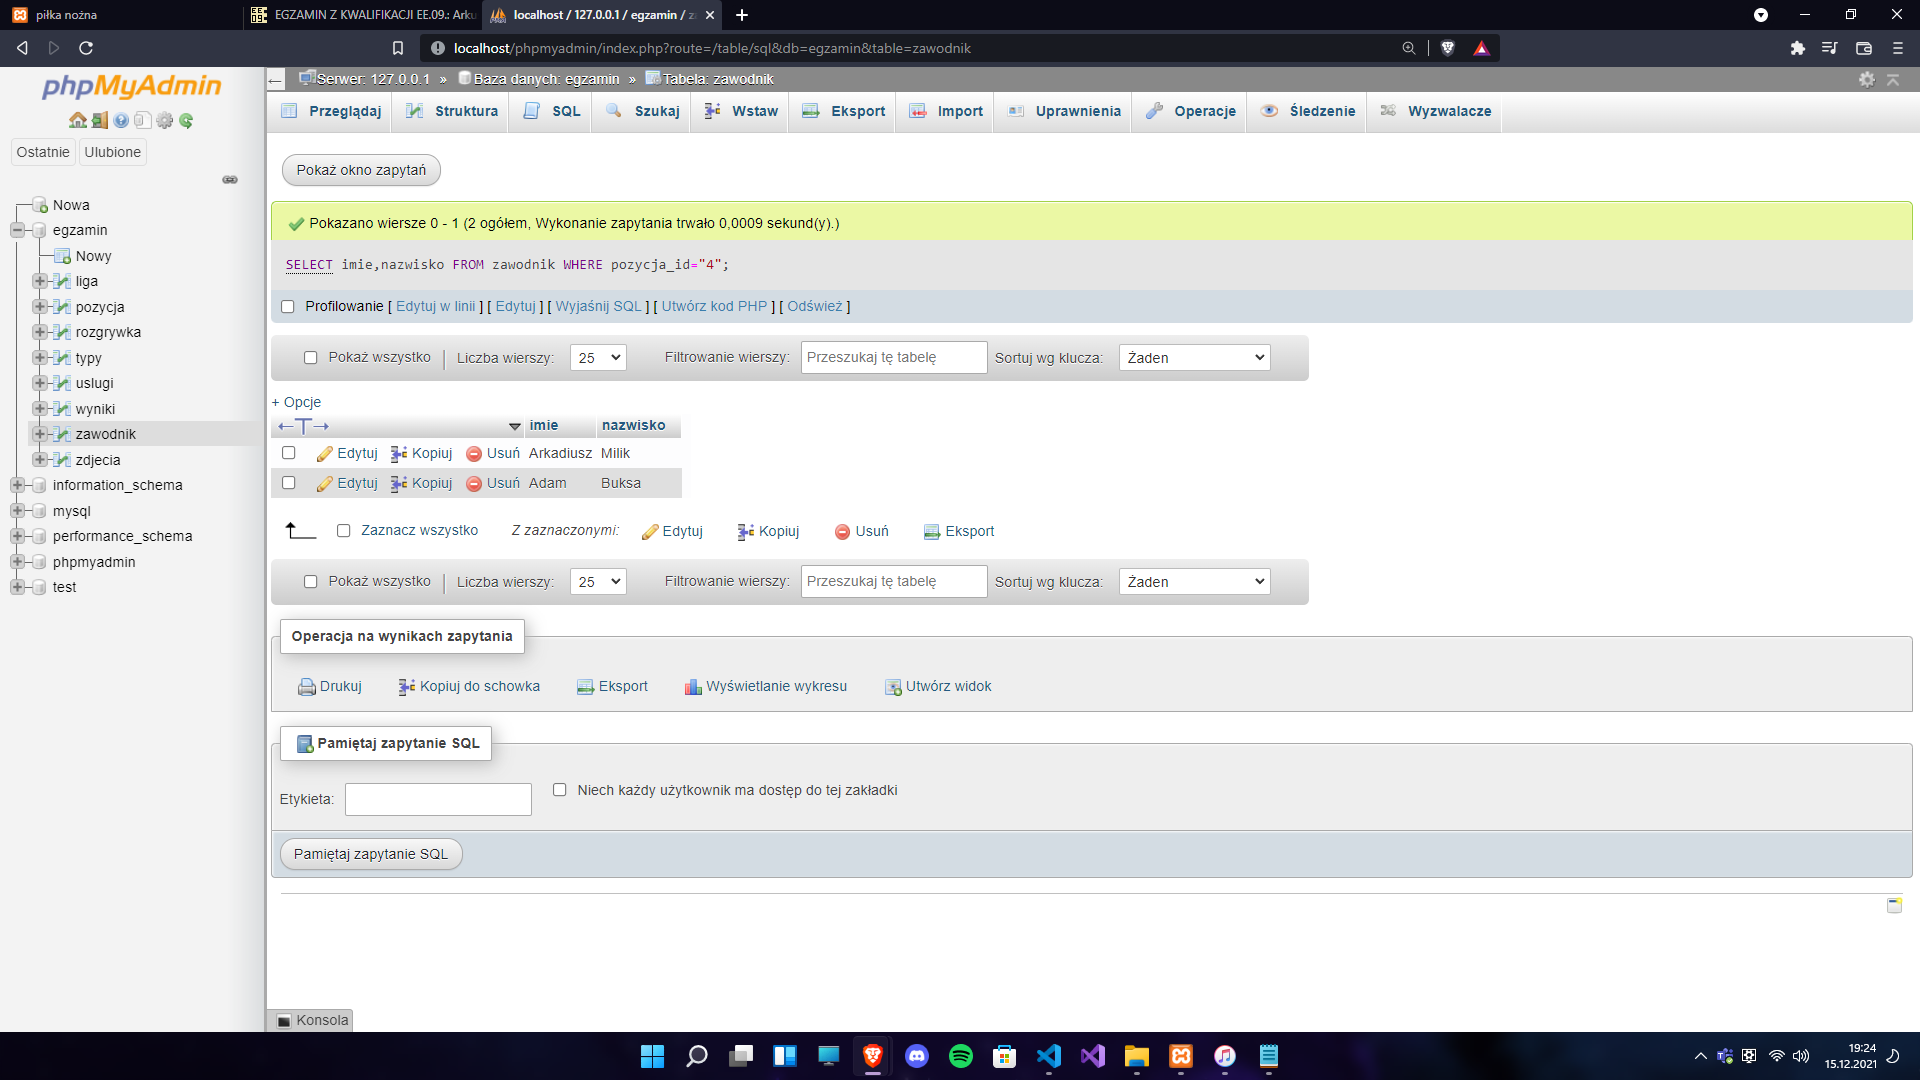 piłka nożna
EGZAMIN Z KWALIFIKACJI EE.09.: Arku
localhost / 127.0.0.1 / egzamin / z
localhost/phpmyadmin/index.php?route=/table/sql&db=egzamin&table=zawodnik
phpMyAdmin
Ostatnie
Ulubione
Nowa
egzamin
Nowy
liga
pozycja
rozgrywka
typy
uslugi
wyniki
zawodnik
zdjecia
information_schema
mysql
performance_schema
phpmyadmin
test
Serwer: 127.0.0.1 » Baza danych: egzamin » Tabela: zawodnik
Przeglądaj Struktura SQL Szukaj Wstaw Eksport Import Uprawnienia Operacje Śledzenie Wyzwalacze
Pokaż okno zapytań
Pokazano wiersze 0 - 1 (2 ogółem, Wykonanie zapytania trwało 0,0009 sekund(y).)
SELECT imie,nazwisko FROM zawodnik WHERE pozycja_id="4";
Profilowanie [ Edytuj w linii ] [ Edytuj ] [ Wyjaśnij SQL ] [ Utwórz kod PHP ] [ Odśwież ]
Pokaż wszystko | Liczba wierszy: 25 Filtrowanie wierszy: Przeszukaj tę tabelę Sortuj wg klucza: Żaden
+ Opcje
←T→ imie nazwisko
Edytuj Kopiuj Usuń Arkadiusz Milik
Edytuj Kopiuj Usuń Adam Buksa
Zaznacz wszystko Z zaznaczonymi: Edytuj Kopiuj Usuń Eksport
Pokaż wszystko | Liczba wierszy: 25 Filtrowanie wierszy: Przeszukaj tę tabelę Sortuj wg klucza: Żaden
Operacja na wynikach zapytania
Drukuj Kopiuj do schowka Eksport Wyświetlanie wykresu Utwórz widok
Pamiętaj zapytanie SQL
Etykieta: Niech każdy użytkownik ma dostęp do tej zakładki
Pamiętaj zapytanie SQL
Konsola
19:24
15.12.2021